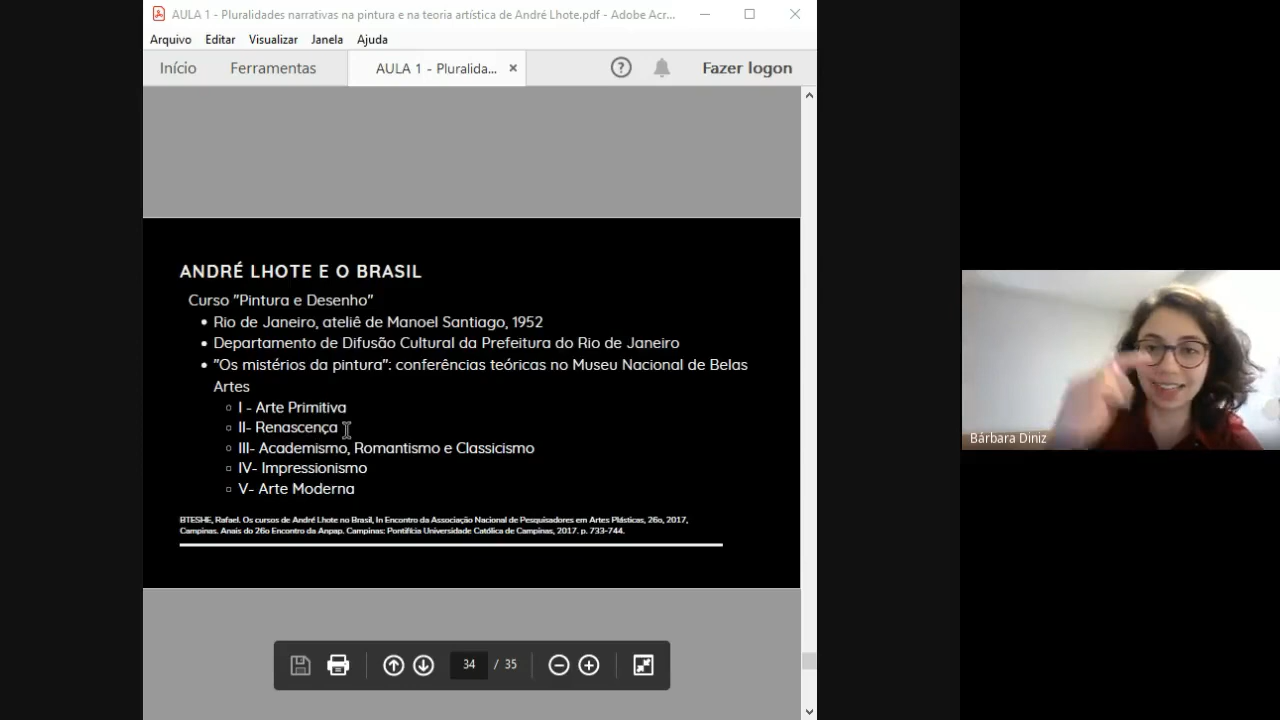 AULA 1 - Pluralidades narrativas na pintura e na teoria artística de André Lhote.pdf - Adobe Acr...
Arquivo Editar Visualizar Janela Ajuda
Início Ferramentas AULA 1 - Pluralida... × ? Fazer logon
ANDRÉ LHOTE E O BRASIL
Curso "Pintura e Desenho"
• Rio de Janeiro, ateliê de Manoel Santiago, 1952
• Departamento de Difusão Cultural da Prefeitura do Rio de Janeiro
• "Os mistérios da pintura": conferências teóricas no Museu Nacional de Belas
Artes
○ I - Arte Primitiva
○ II- Renascença
○ III- Academismo, Romantismo e Classicismo
○ IV- Impressionismo
○ V- Arte Moderna
BTESHE, Rafael. Os cursos de André Lhote no Brasil, In Encontro da Associação Nacional de Pesquisadores em Artes Plásticas, 26o, 2017,
Campinas. Anais do 26o Encontro da Anpap. Campinas: Pontifícia Universidade Católica de Campinas, 2017. p. 733-744.
34 / 35
Bárbara Diniz